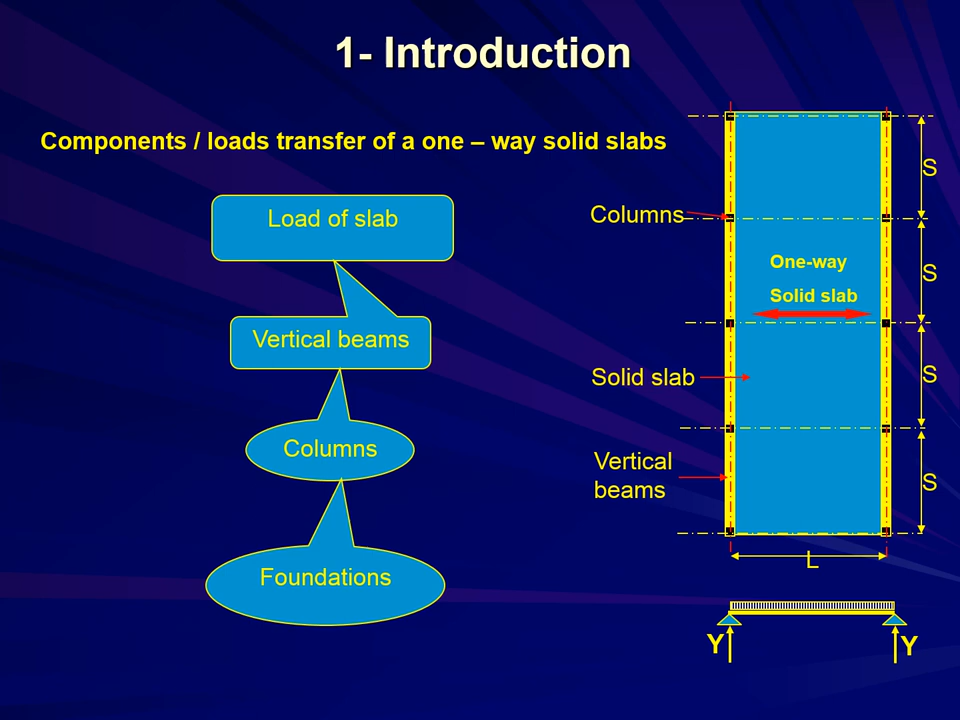 1- Introduction
Components / loads transfer of a one – way solid slabs
Load of slab
Vertical beams
Columns
Foundations
Columns
One-way
Solid slab
Solid slab
Vertical
beams
S
S
S
S
L
Y
Y